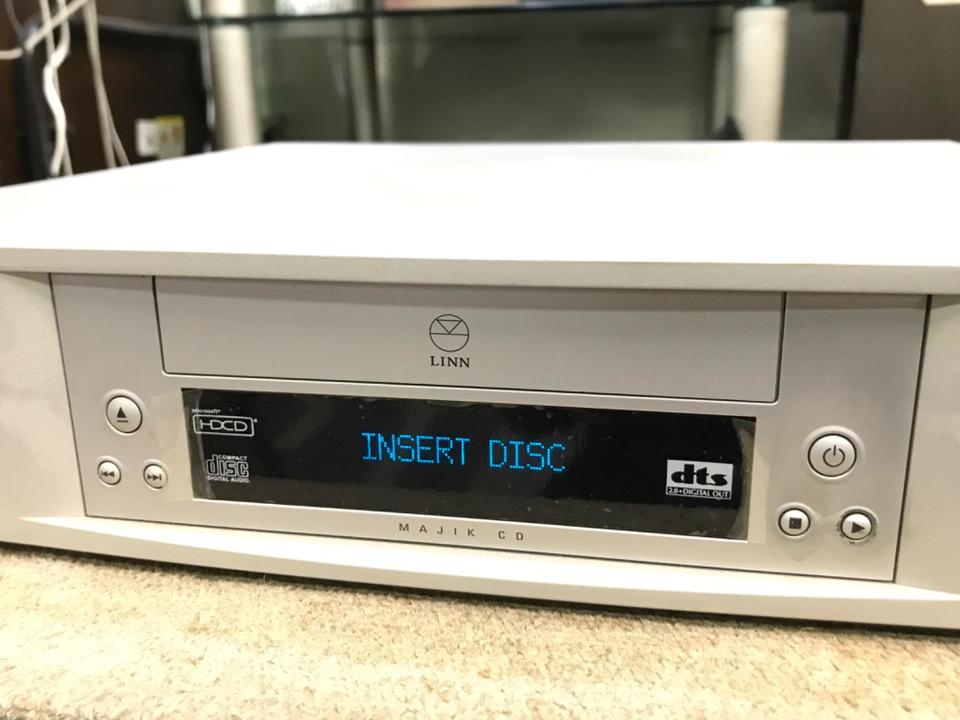 LINN
Microsoft®
HDCD®
INSERT DISC
COMPACT
disc
DIGITAL AUDIO
dts
2.0+DIGITAL OUT
MAJIK CD